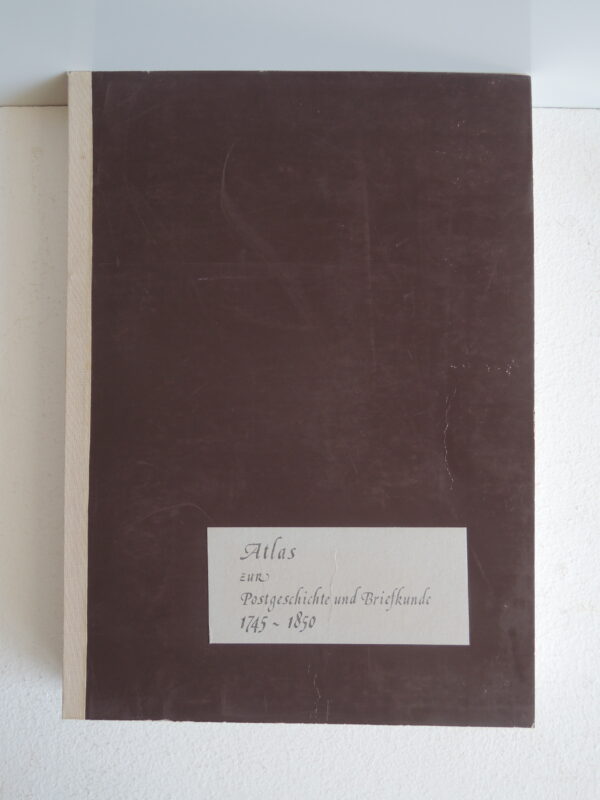 Atlas
zur
Postgeschichte und Briefkunde
1745 ~ 1850